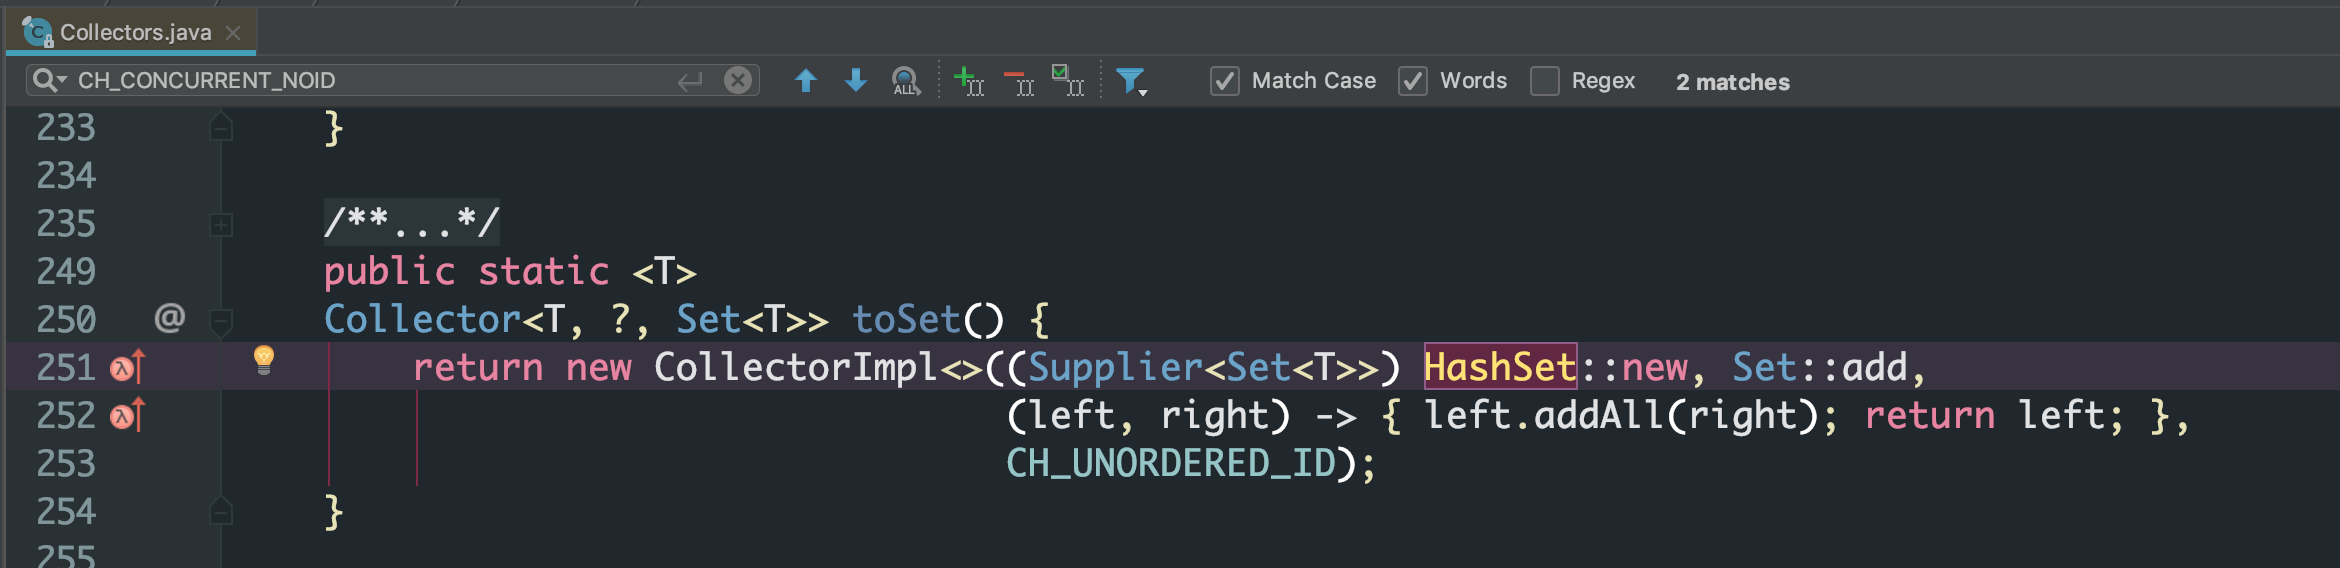 Collectors.java
CH_CONCURRENT_NOID
ALL
Match Case
Words
Regex
2 matches
233 }
234
235 /**...*/
249 public static <T>
250 @ Collector<T, ?, Set<T>> toSet() {
251 return new CollectorImpl<>((Supplier<Set<T>>) HashSet::new, Set::add,
252 (left, right) -> { left.addAll(right); return left; },
253 CH_UNORDERED_ID);
254 }
255